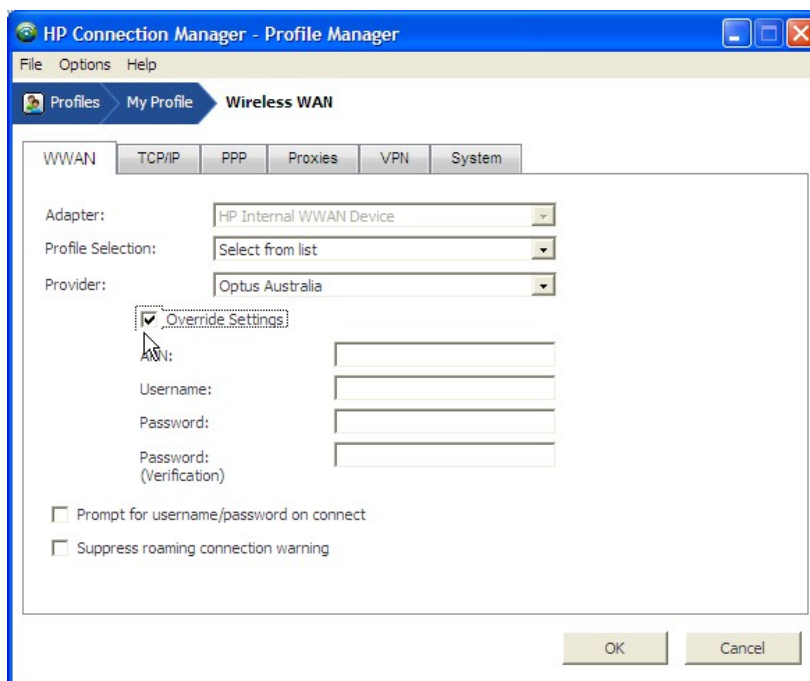 HP Connection Manager - Profile Manager
File Options Help
Profiles My Profile Wireless WAN
WWAN TCP/IP PPP Proxies VPN System
Adapter: HP Internal WWAN Device
Profile Selection: Select from list
Provider: Optus Australia
Override Settings
Username:
Password:
Password:
(Verification)
Prompt for username/password on connect
Suppress roaming connection warning
OK Cancel